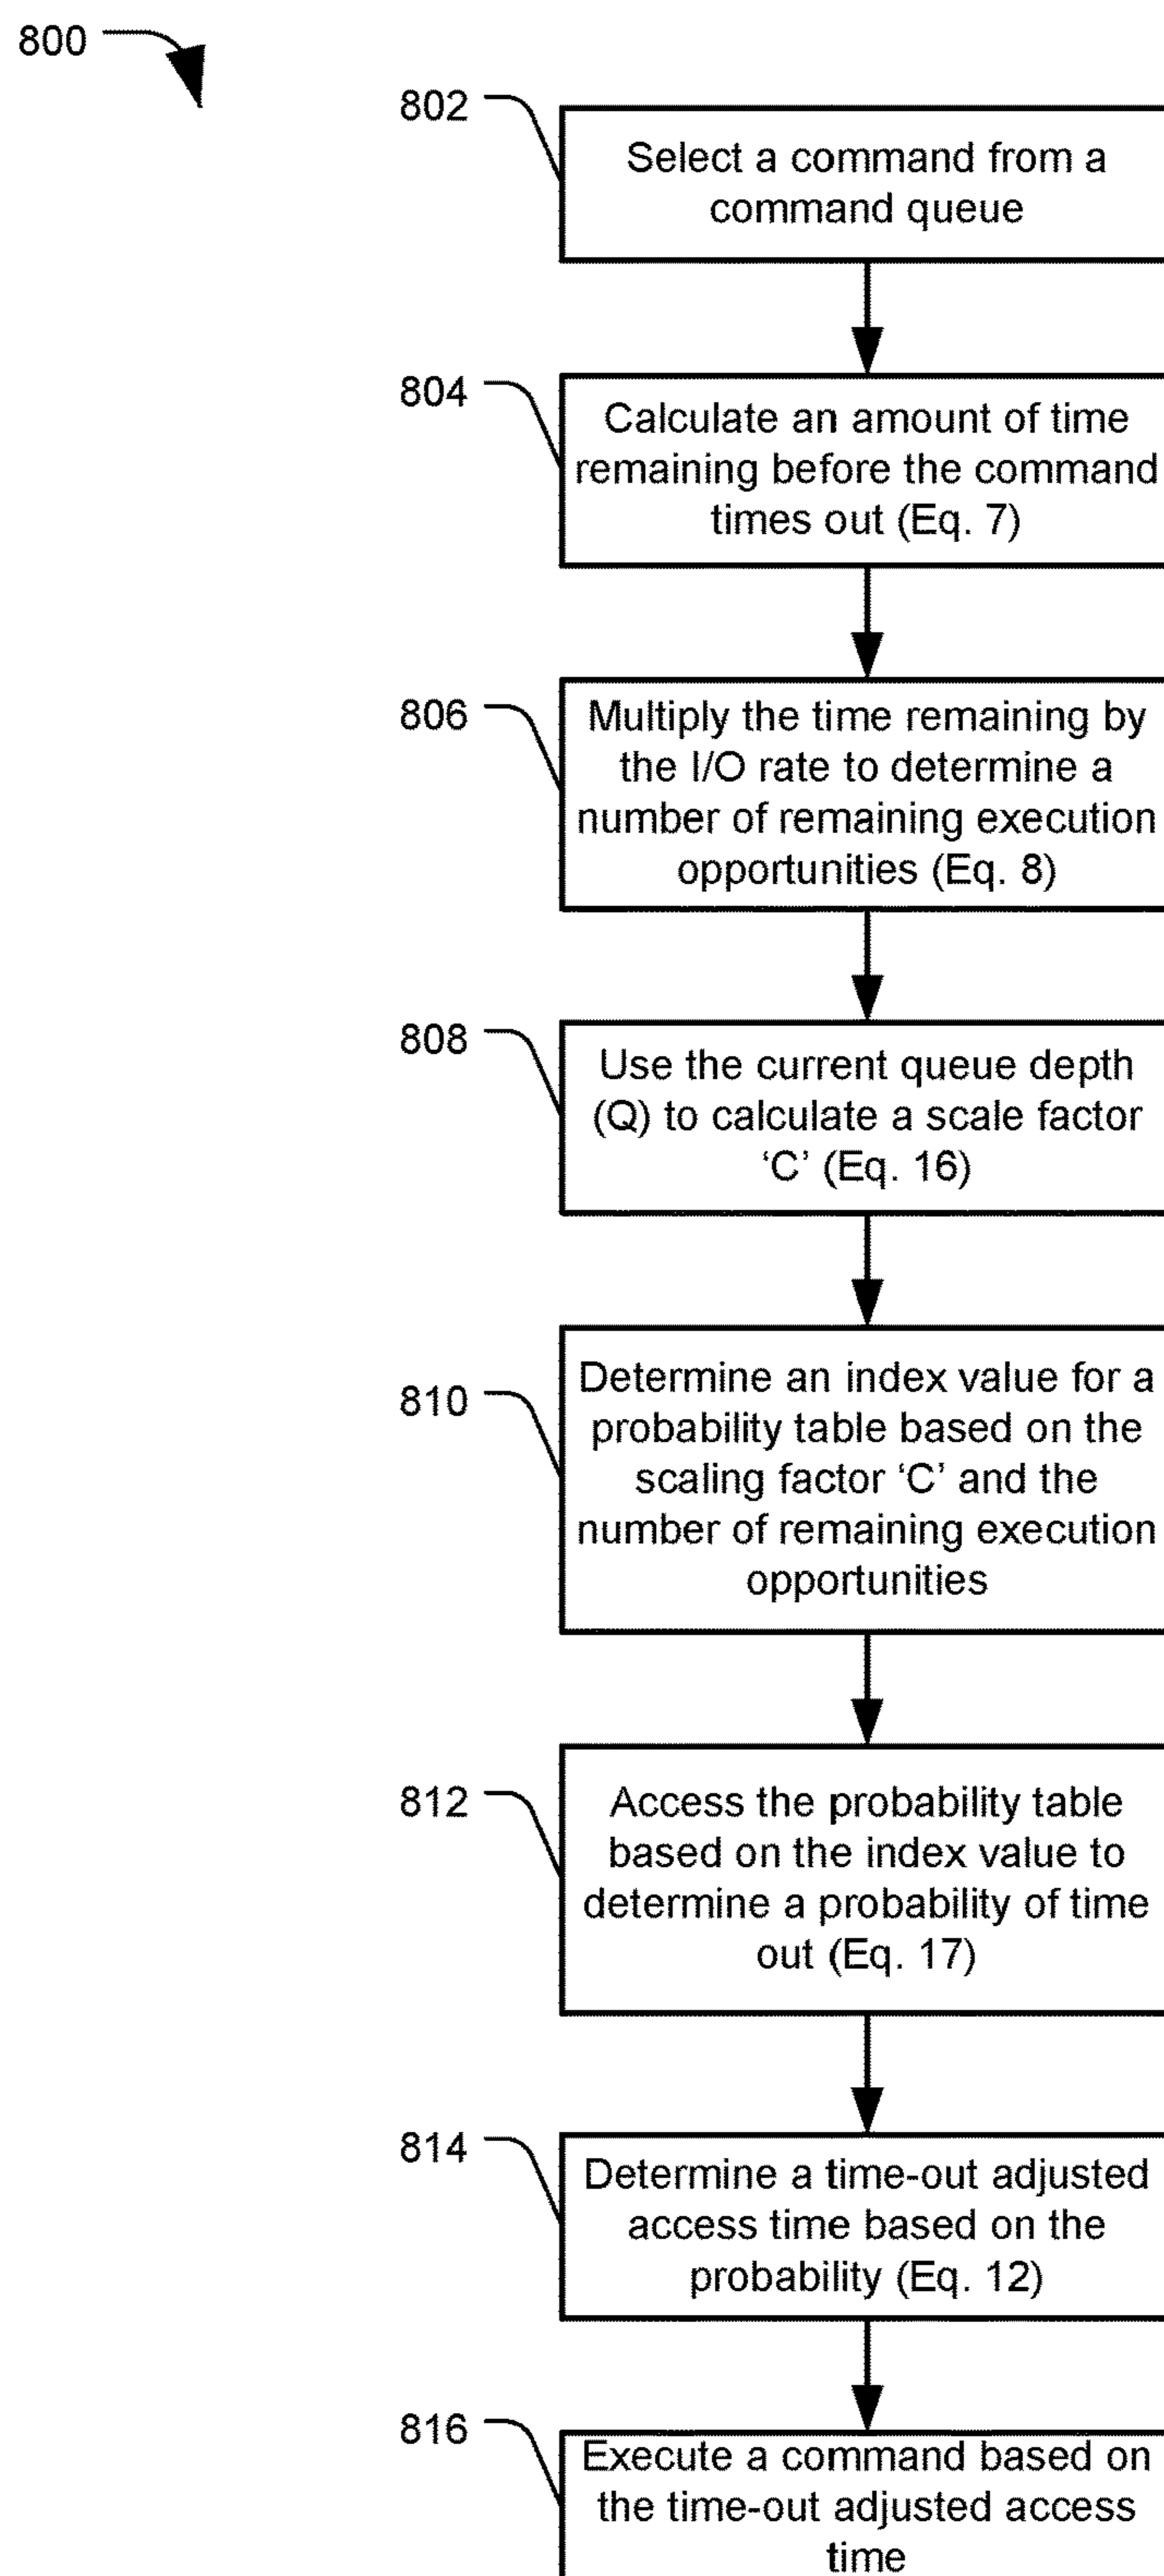 800
802
Select a command from a
command queue
804
Calculate an amount of time
remaining before the command
times out (Eq. 7)
806
Multiply the time remaining by
the I/O rate to determine a
number of remaining execution
opportunities (Eq. 8)
808
Use the current queue depth
(Q) to calculate a scale factor
‘C’ (Eq. 16)
810
Determine an index value for a
probability table based on the
scaling factor ‘C’ and the
number of remaining execution
opportunities
812
Access the probability table
based on the index value to
determine a probability of time
out (Eq. 17)
814
Determine a time-out adjusted
access time based on the
probability (Eq. 12)
816
Execute a command based on
the time-out adjusted access
time